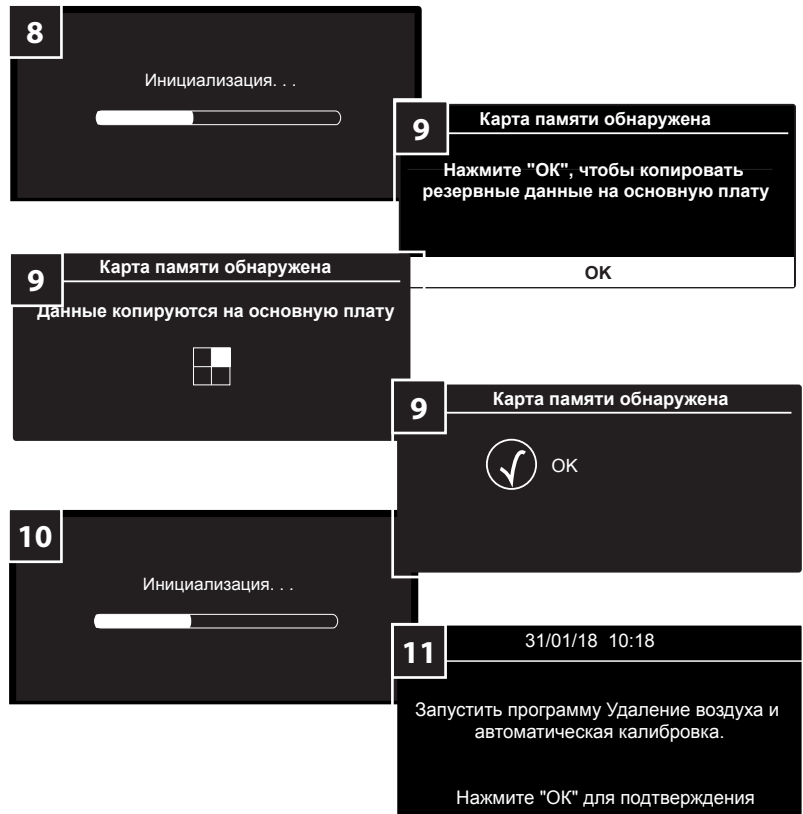 8
Инициализация. . .
9
Карта памяти обнаружена
Нажмите "ОК", чтобы копировать
резервные данные на основную плату
OK
9
Карта памяти обнаружена
Данные копируются на основную плату
9
Карта памяти обнаружена
OK
10
Инициализация. . .
11
31/01/18 10:18
Запустить программу Удаление воздуха и
автоматическая калибровка.
Нажмите "ОК" для подтверждения